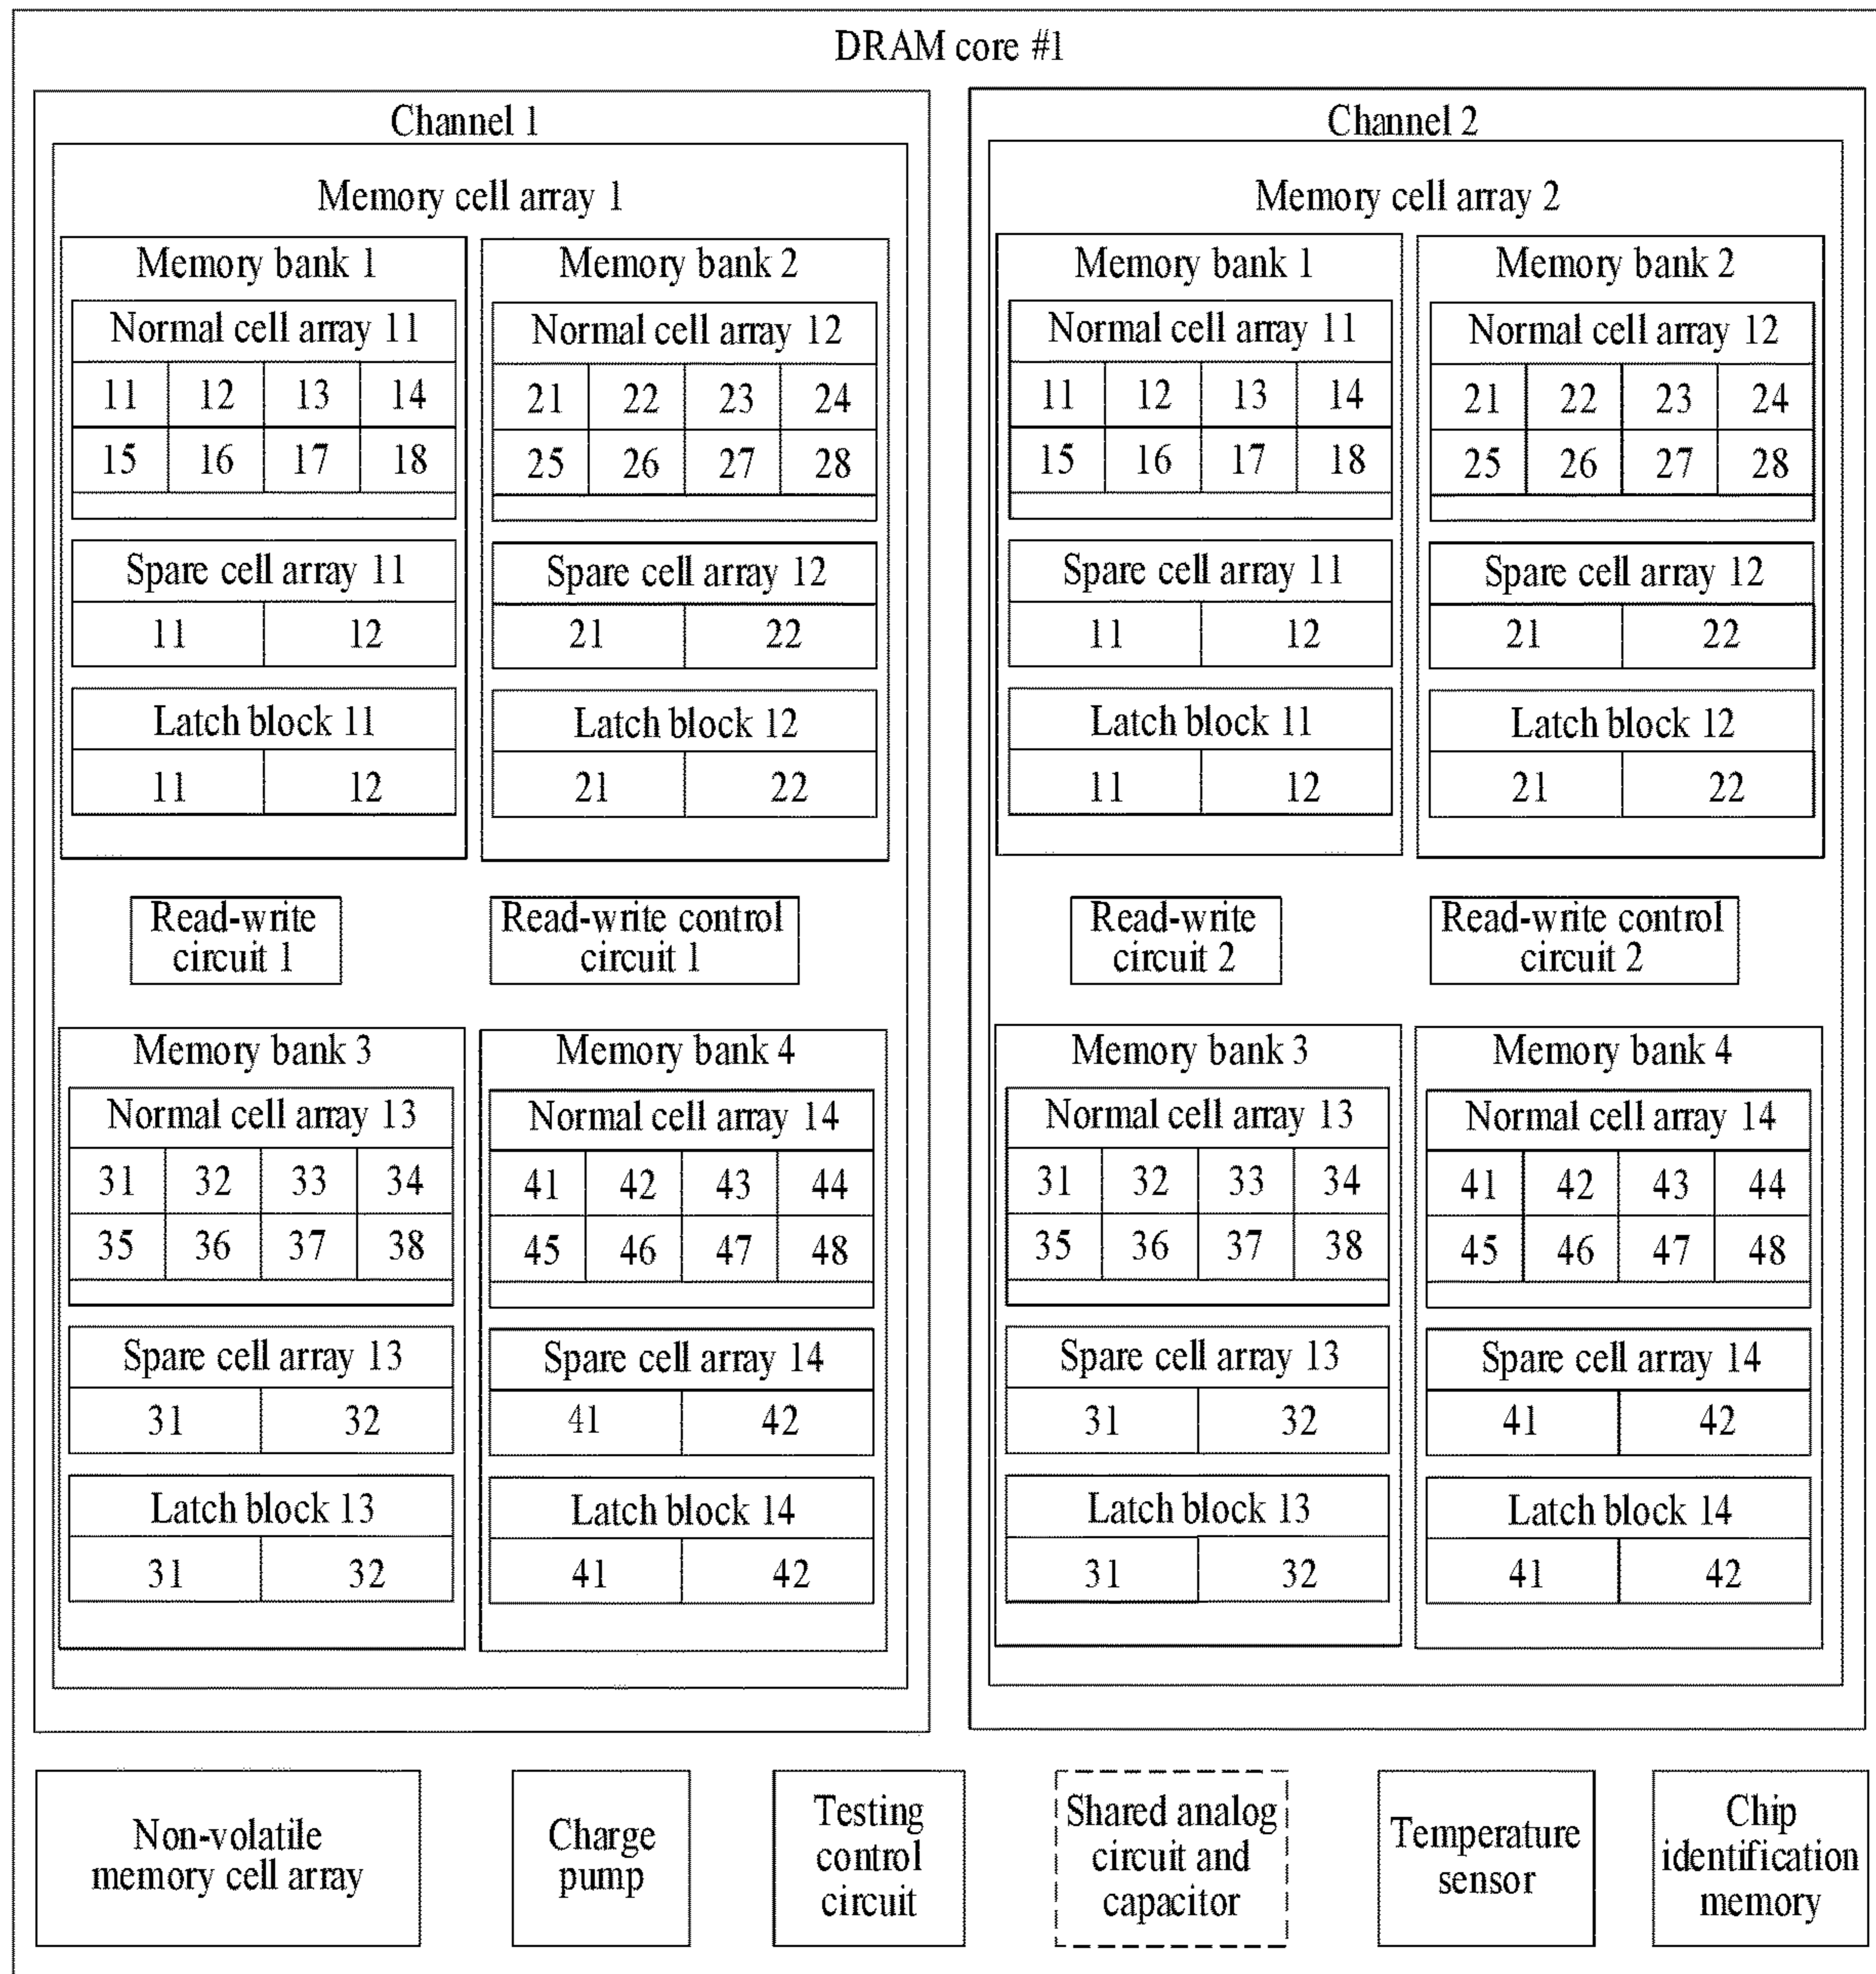 DRAM core #1
Channel 1
Memory cell array 1
Memory bank 1
Normal cell array 11
11 12 13 14
15 16 17 18
Spare cell array 11
11 12
Latch block 11
11 12
Memory bank 2
Normal cell array 12
21 22 23 24
25 26 27 28
Spare cell array 12
21 22
Latch block 12
21 22
Read-write
circuit 1
Read-write control
circuit 1
Memory bank 3
Normal cell array 13
31 32 33 34
35 36 37 38
Spare cell array 13
31 32
Latch block 13
31 32
Memory bank 4
Normal cell array 14
41 42 43 44
45 46 47 48
Spare cell array 14
41 42
Latch block 14
41 42
Channel 2
Memory cell array 2
Memory bank 1
Normal cell array 11
11 12 13 14
15 16 17 18
Spare cell array 11
11 12
Latch block 11
11 12
Memory bank 2
Normal cell array 12
21 22 23 24
25 26 27 28
Spare cell array 12
21 22
Latch block 12
21 22
Read-write
circuit 2
Read-write control
circuit 2
Memory bank 3
Normal cell array 13
31 32 33 34
35 36 37 38
Spare cell array 13
31 32
Latch block 13
31 32
Memory bank 4
Normal cell array 14
41 42 43 44
45 46 47 48
Spare cell array 14
41 42
Latch block 14
41 42
Non-volatile
memory cell array
Charge
pump
Testing
control
circuit
Shared analog
circuit and
capacitor
Temperature
sensor
Chip
identification
memory